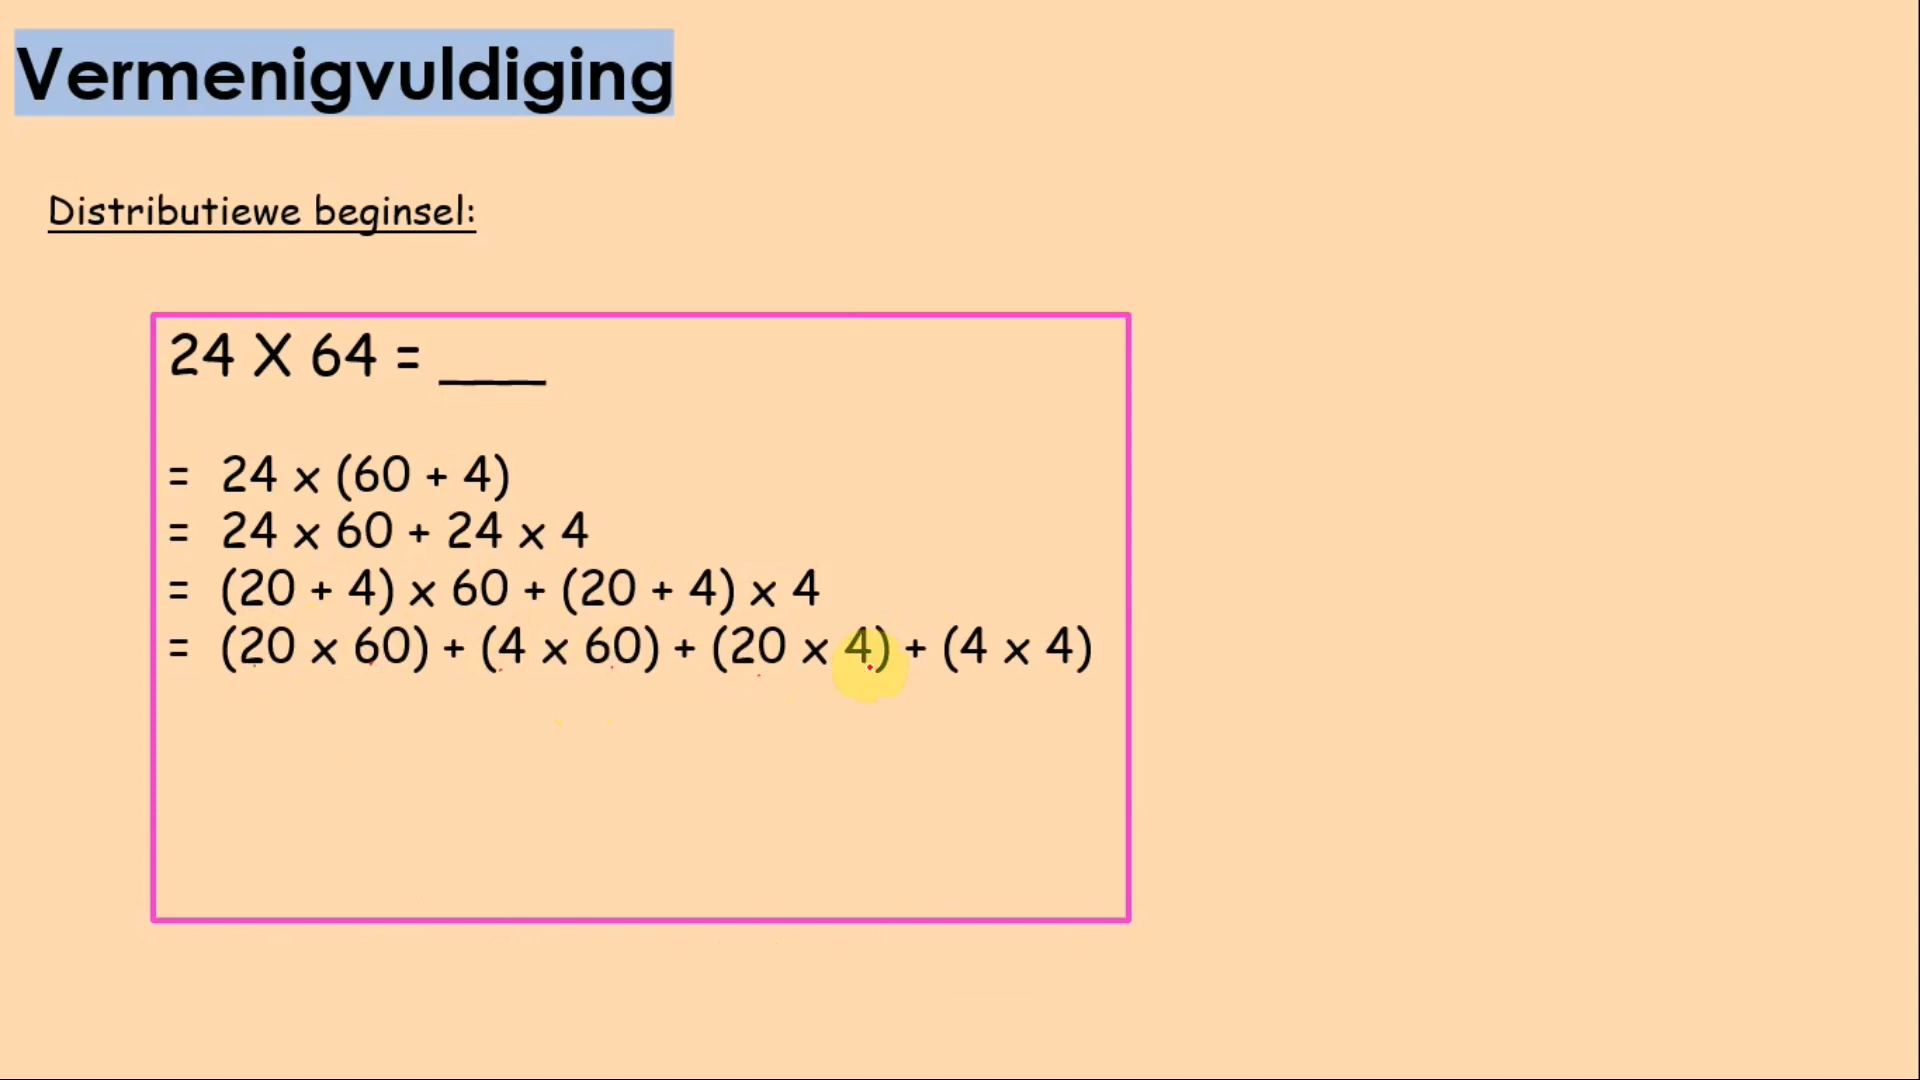 Vermenigvuldiging
Distributiewe beginsel:
24 X 64 = ___
= 24 x (60 + 4)
= 24 x 60 + 24 x 4
= (20 + 4) x 60 + (20 + 4) x 4
= (20 x 60) + (4 x 60) + (20 x 4) + (4 x 4)